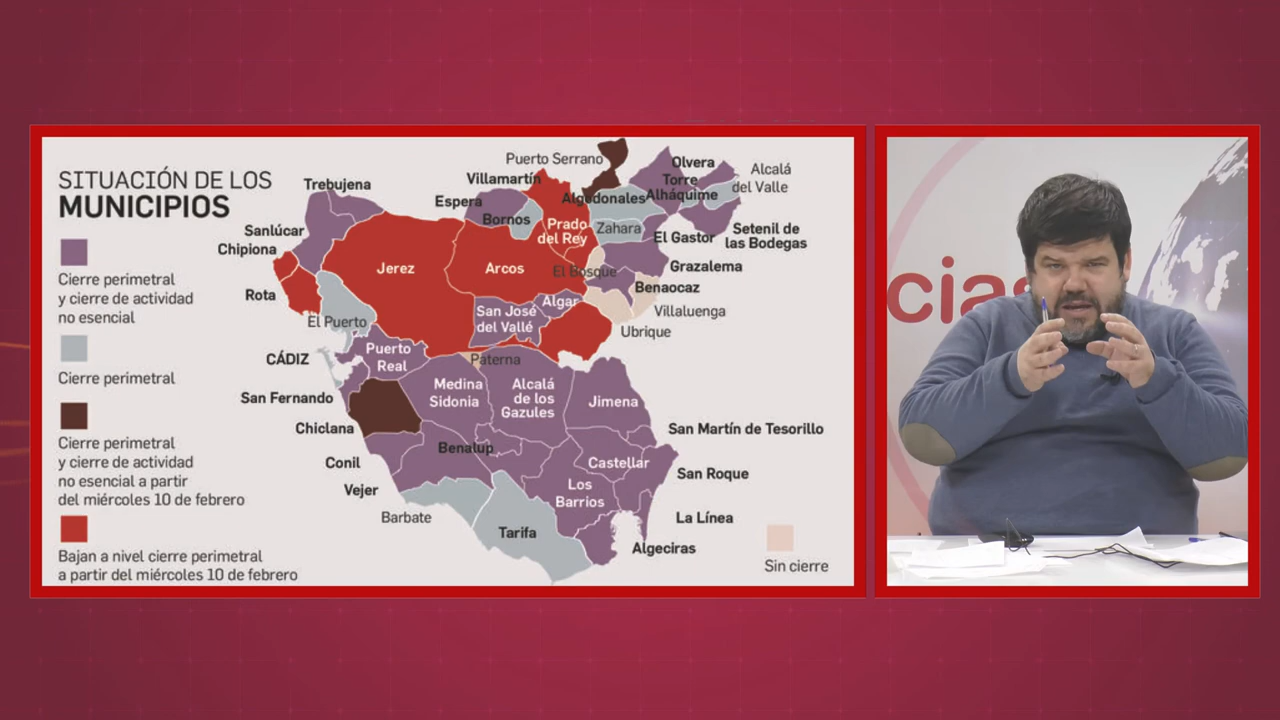 SITUACIÓN DE LOS
MUNICIPIOS
Cierre perimetral
y cierre de actividad
no esencial
Cierre perimetral
Cierre perimetral
y cierre de actividad
no esencial a partir
del miércoles 10 de febrero
Bajan a nivel cierre perimetral
a partir del miércoles 10 de febrero
Puerto Serrano
Olvera
Alcalá
del Valle
Villamartín
Torre
Alháquime
Trebujena
Espera
Algodonales
Bornos
Prado
del Rey
Zahara
Setenil de
las Bodegas
Sanlúcar
El Gastor
Chipiona
Jerez
Arcos
El Bosque
Grazalema
Rota
Benaocaz
Algar
San José
del Vallé
Villaluenga
El Puerto
Ubrique
CÁDIZ
Puerto
Real
Paterna
San Fernando
Medina
Sidonia
Alcalá
de los
Gazules
Jimena
Chiclana
San Martín de Tesorillo
Benalup
Conil
Castellar
San Roque
Vejer
Los
Barrios
Barbate
Tarifa
La Línea
Algeciras
Sin cierre
cias